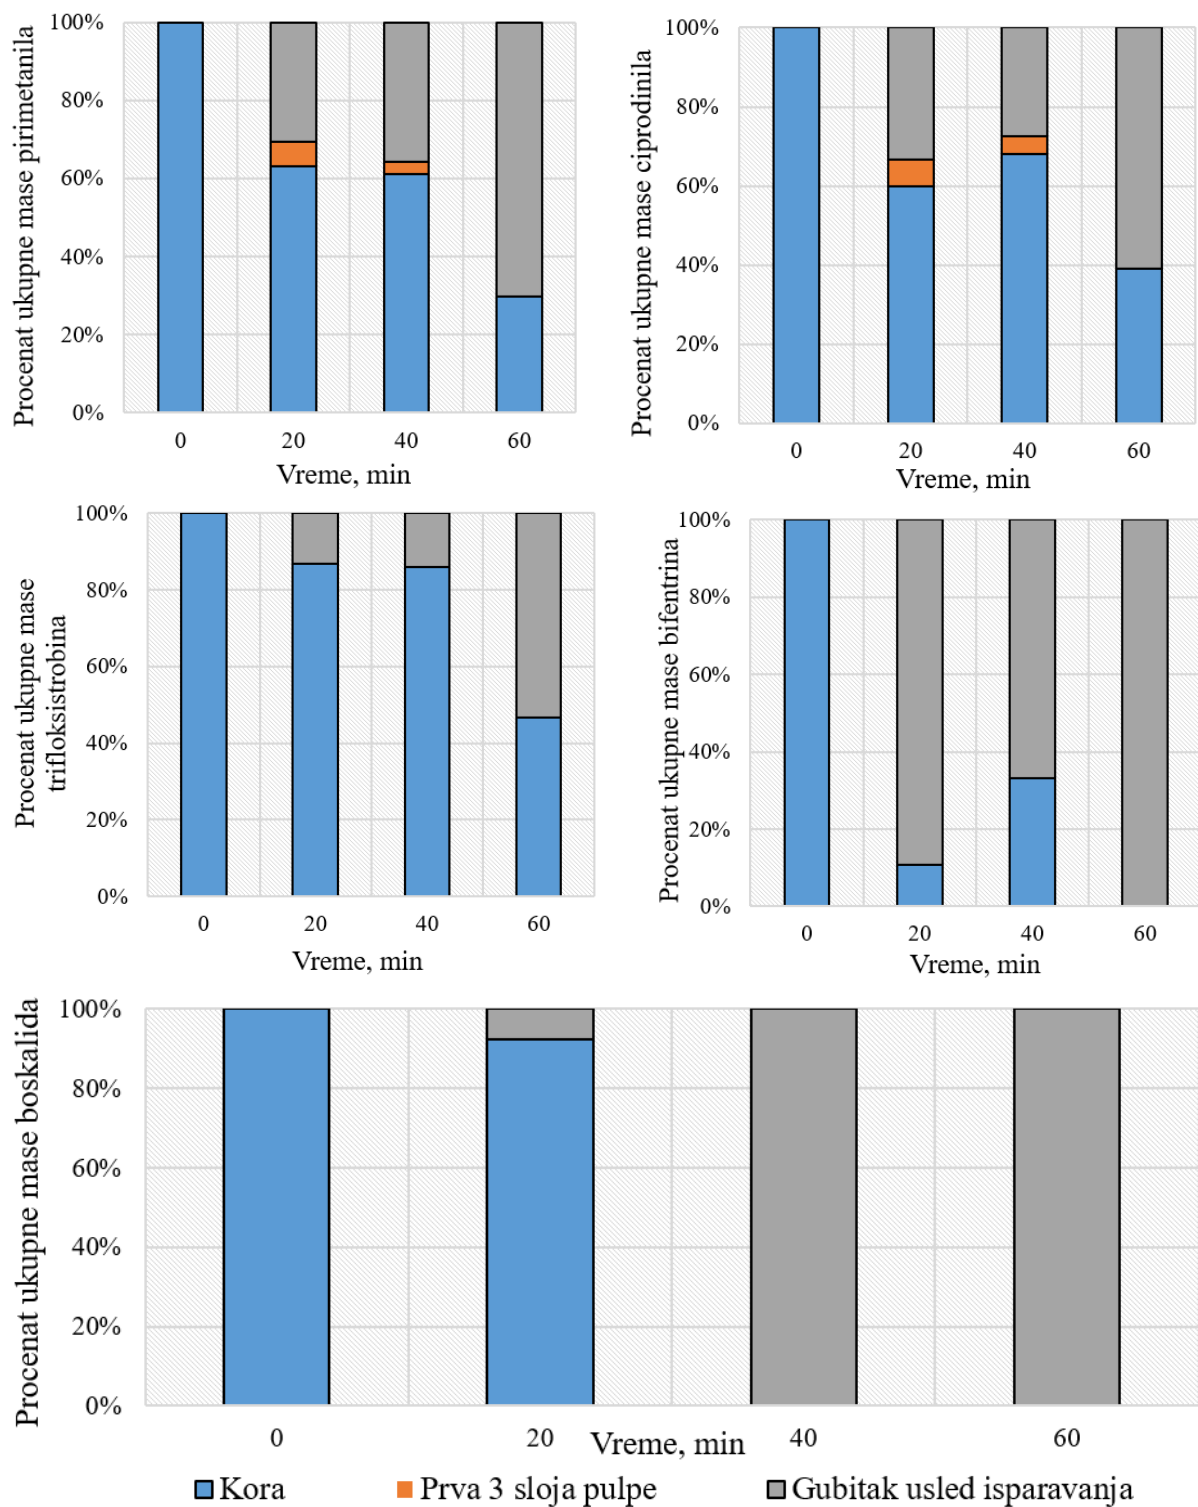 Procenat ukupne mase pirimetanila
100%
80%
60%
40%
20%
0%
0 20 40 60
Vreme, min
Procenat ukupne mase ciprodinila
100%
80%
60%
40%
20%
0%
0 20 40 60
Vreme, min
Procenat ukupne mase
trifloksistrobina
100%
80%
60%
40%
20%
0%
0 20 40 60
Vreme, min
Procenat ukupne mase bifentrina
100%
80%
60%
40%
20%
0%
0 20 40 60
Vreme, min
Procenat ukupne mase boskalida
100%
80%
60%
40%
20%
0%
0 20 40 60
Vreme, min
Kora Prva 3 sloja pulpe Gubitak usled isparavanja